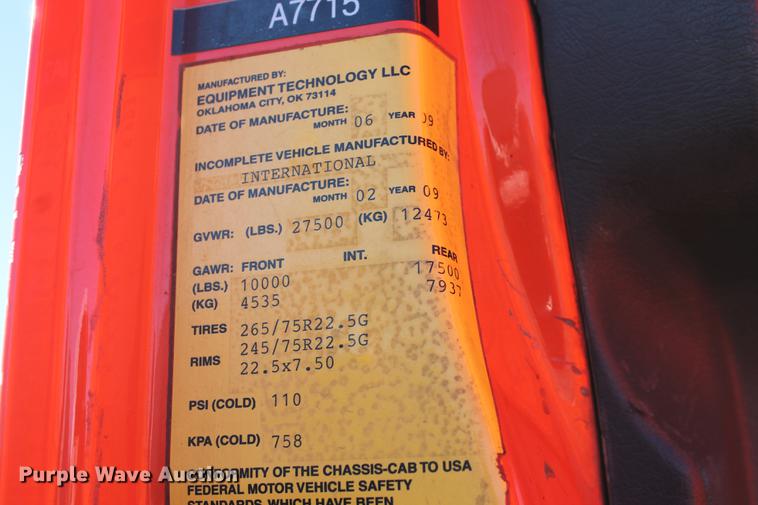 A7715
MANUFACTURED BY:
EQUIPMENT TECHNOLOGY LLC
OKLAHOMA CITY, OK 73114
DATE OF MANUFACTURE: MONTH 06 YEAR 09
INCOMPLETE VEHICLE MANUFACTURED BY:
INTERNATIONAL
DATE OF MANUFACTURE: MONTH 02 YEAR 09
GVWR: (LBS.) 27500 (KG) 12473
GAWR: FRONT INT. REAR
(LBS.) 10000 17500
(KG) 4535 7937
TIRES 265/75R22.5G
245/75R22.5G
RIMS 22.5x7.50
PSI (COLD) 110
KPA (COLD) 758
CONFORMITY OF THE CHASSIS-CAB TO USA
FEDERAL MOTOR VEHICLE SAFETY
STANDARDS WHICH HAVE BEEN
Purple Wave Auction